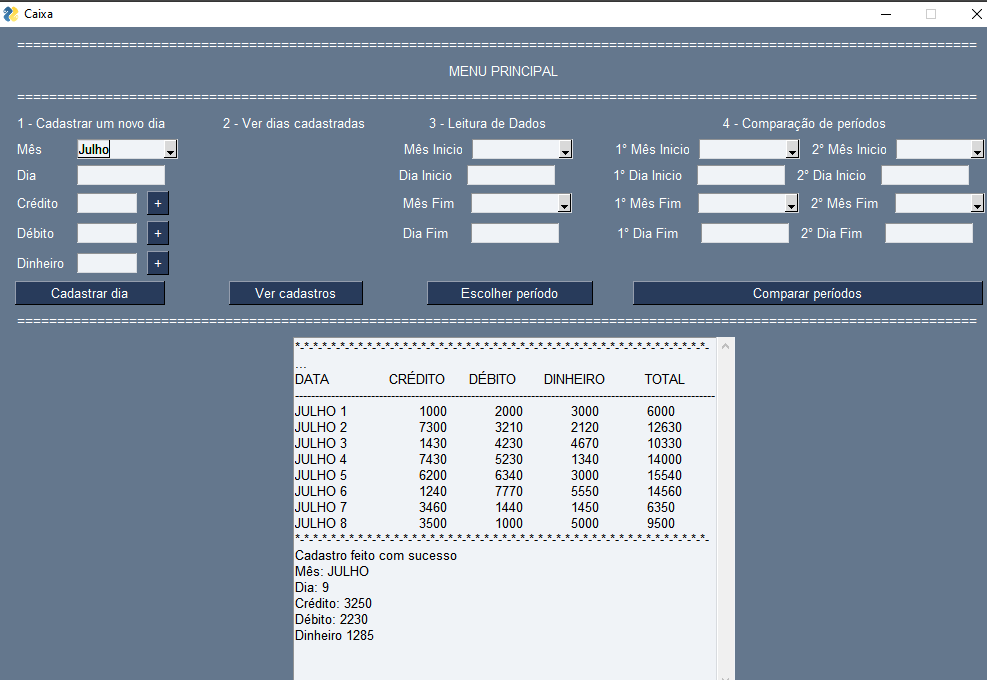 Caixa
================================================================================
MENU PRINCIPAL
================================================================================
1 - Cadastrar um novo dia 2 - Ver dias cadastradas 3 - Leitura de Dados 4 - Comparação de períodos
Mês Julho Mês Inicio 1° Mês Inicio 2° Mês Inicio
Dia Dia Inicio 1° Dia Inicio 2° Dia Inicio
Crédito + Mês Fim 1° Mês Fim 2° Mês Fim
Débito + Dia Fim 1° Dia Fim 2° Dia Fim
Dinheiro +
Cadastrar dia Ver cadastros Escolher período Comparar períodos
================================================================================
*-*-*-*-*-*-*-*-*-*-*-*-*-*-*-*-*-*-*-*-*-*-*-*-*-*-*-*-*-*-*-*-*-*-*-
...
DATA CRÉDITO DÉBITO DINHEIRO TOTAL
------------------------------------------------------------------------
JULHO 1 1000 2000 3000 6000
JULHO 2 7300 3210 2120 12630
JULHO 3 1430 4230 4670 10330
JULHO 4 7430 5230 1340 14000
JULHO 5 6200 6340 3000 15540
JULHO 6 1240 7770 5550 14560
JULHO 7 3460 1440 1450 6350
JULHO 8 3500 1000 5000 9500
*-*-*-*-*-*-*-*-*-*-*-*-*-*-*-*-*-*-*-*-*-*-*-*-*-*-*-*-*-*-*-*-*-*-*-
Cadastro feito com sucesso
Mês: JULHO
Dia: 9
Crédito: 3250
Débito: 2230
Dinheiro 1285